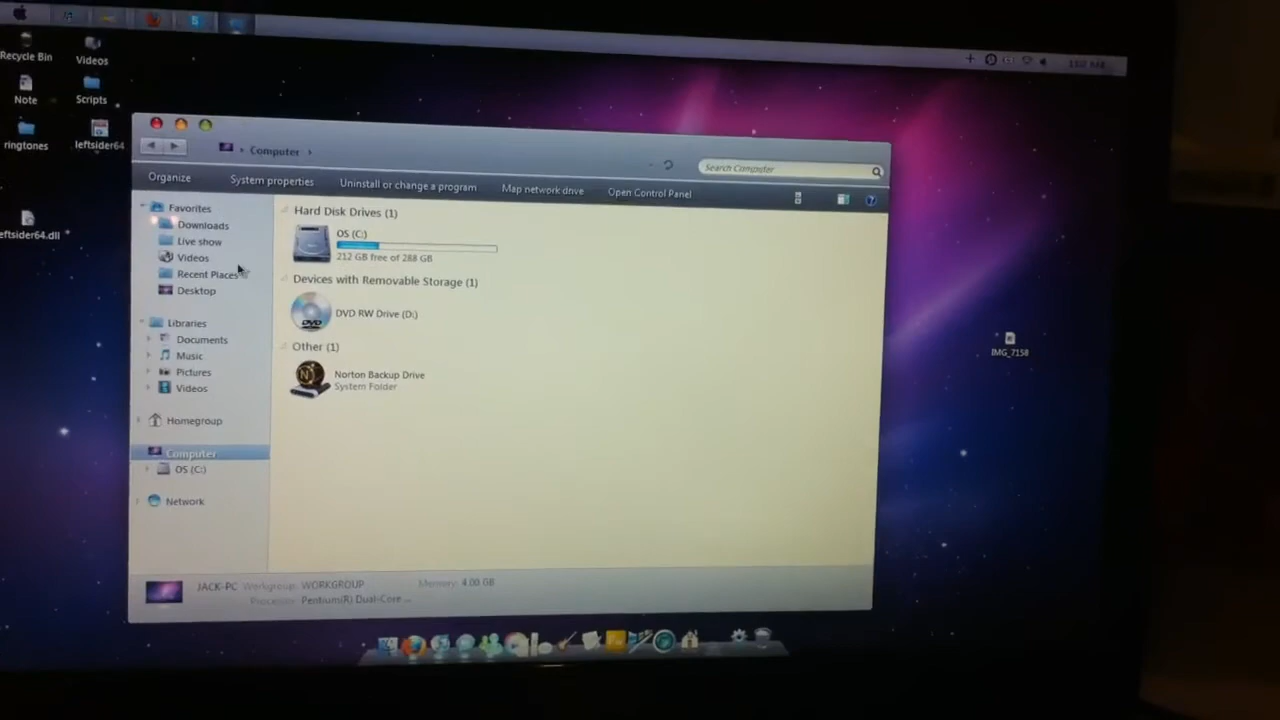 Recycle Bin
Videos
Note
Scripts
ringtones
leftsider64
eftsider64.dll
Computer
Search Computer
Organize
System properties
Uninstall or change a program
Map network drive
Open Control Panel
Favorites
Downloads
Live show
Videos
Recent Places
Desktop
Libraries
Documents
Music
Pictures
Videos
Homegroup
Computer
OS (C:)
Network
Hard Disk Drives (1)
OS (C:)
212 GB free of 288 GB
Devices with Removable Storage (1)
DVD RW Drive (D:)
DVD
Other (1)
Norton Backup Drive
System Folder
IMG_7158
JACK-PC Workgroup: WORKGROUP Memory: 4.00 GB
Processor: Pentium(R) Dual-Core ...